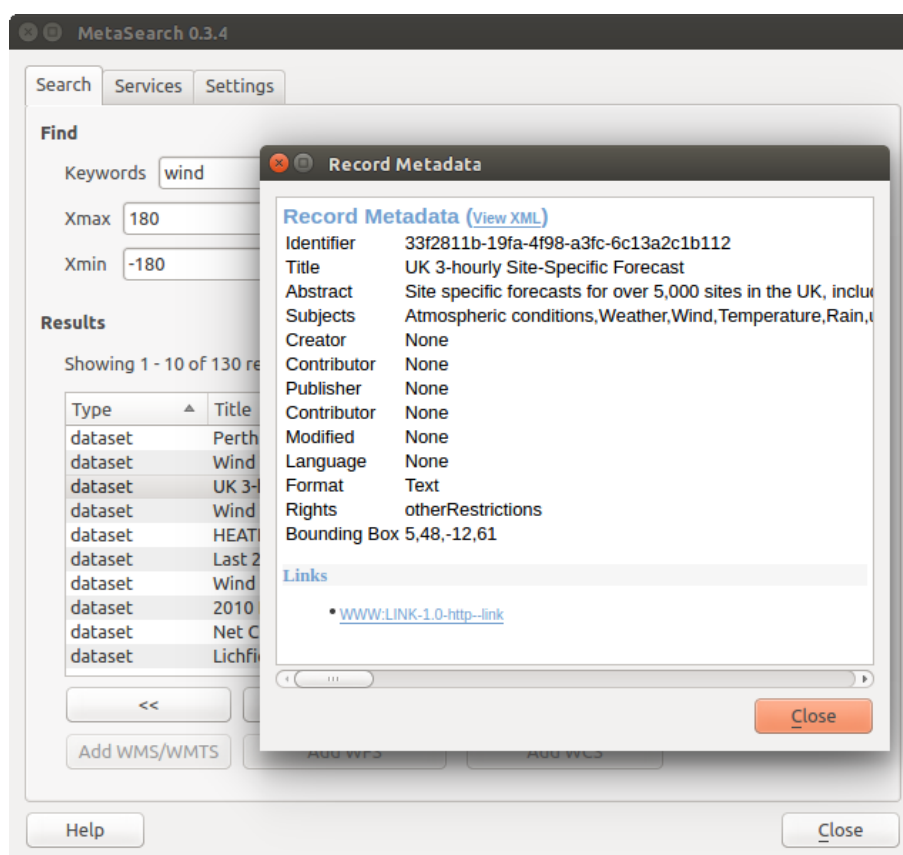 MetaSearch 0.3.4
Search Services Settings
Find
Keywords wind
Xmax 180
Xmin -180
Results
Showing 1 - 10 of 130 re
Type Title
dataset Perth
dataset Wind
dataset UK 3-
dataset Wind
dataset HEAT
dataset Last 2
dataset Wind
dataset 2010
dataset Net C
dataset Lichfi
<<
Add WMS/WMTS Add WFS Add WCS
Help Close
Record Metadata
Record Metadata (View XML)
Identifier 33f2811b-19fa-4f98-a3fc-6c13a2c1b112
Title UK 3-hourly Site-Specific Forecast
Abstract Site specific forecasts for over 5,000 sites in the UK, includ
Subjects Atmospheric conditions,Weather,Wind,Temperature,Rain,u
Creator None
Contributor None
Publisher None
Contributor None
Modified None
Language None
Format Text
Rights otherRestrictions
Bounding Box 5,48,-12,61
Links
WWW:LINK-1.0-http--link
Close